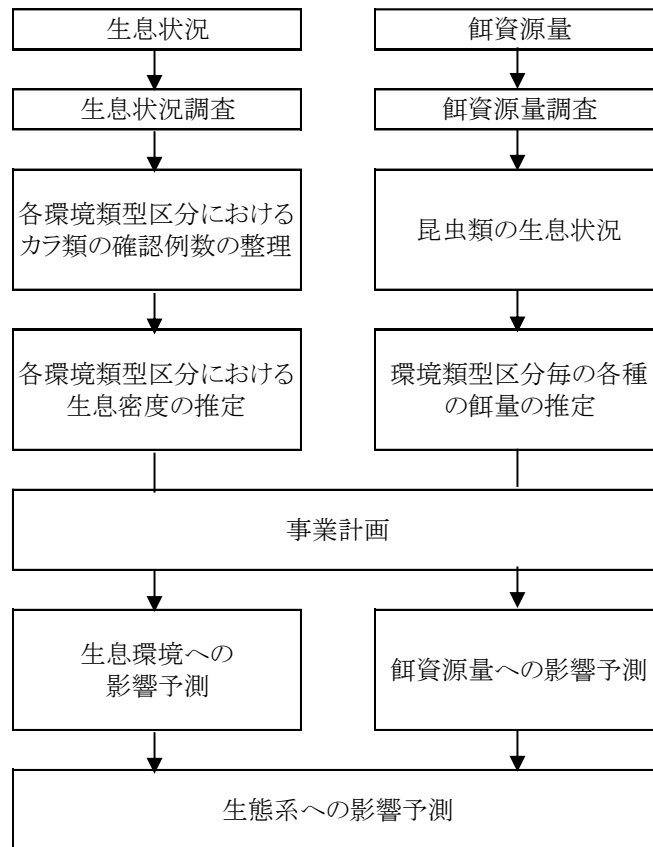 生息状況
餌資源量
生息状況調査
餌資源量調査
各環境類型区分における
カラ類の確認例数の整理
昆虫類の生息状況
各環境類型区分における
生息密度の推定
環境類型区分毎の各種
の餌量の推定
事業計画
生息環境への
影響予測
餌資源量への影響予測
生態系への影響予測